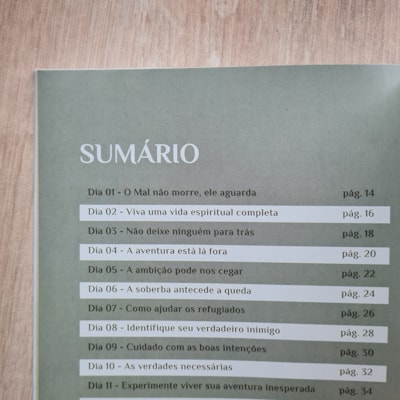 SUMÁRIO
Dia 01 - O Mal não morre, ele aguarda pág. 14
Dia 02 - Viva uma vida espiritual completa pág. 16
Dia 03 - Não deixe ninguém para trás pág. 18
Dia 04 - A aventura está lá fora pág. 20
Dia 05 - A ambição pode nos cegar pág. 22
Dia 06 - A soberba antecede a queda pág. 24
Dia 07 - Como ajudar os refugiados pág. 26
Dia 08 - Identifique seu verdadeiro inimigo pág. 28
Dia 09 - Cuidado com as boas intenções pág. 30
Dia 10 - As verdades necessárias pág. 32
Dia 11 - Experimente viver sua aventura inesperada pág. 34